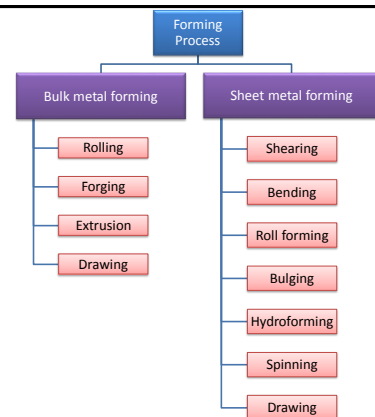 Forming
Process
Bulk metal forming
Rolling
Forging
Extrusion
Drawing
Sheet metal forming
Shearing
Bending
Roll forming
Bulging
Hydroforming
Spinning
Drawing